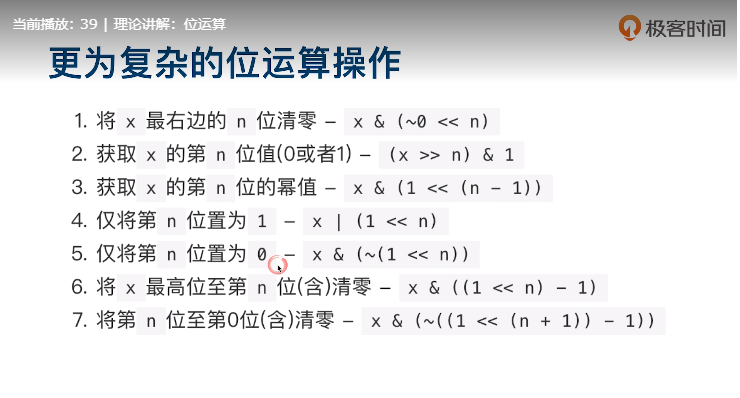 当前播放: 39 | 理论讲解：位运算
极客时间
更为复杂的位运算操作
1. 将 x 最右边的 n 位清零 – x & (~0 << n)
2. 获取 x 的第 n 位值(0或者1) – (x >> n) & 1
3. 获取 x 的第 n 位的幂值 – x & (1 << (n - 1))
4. 仅将第 n 位置为 1 – x | (1 << n)
5. 仅将第 n 位置为 0 – x & (~(1 << n))
6. 将 x 最高位至第 n 位(含)清零 – x & ((1 << n) - 1)
7. 将第 n 位至第0位(含)清零 – x & (~((1 << (n + 1)) - 1))